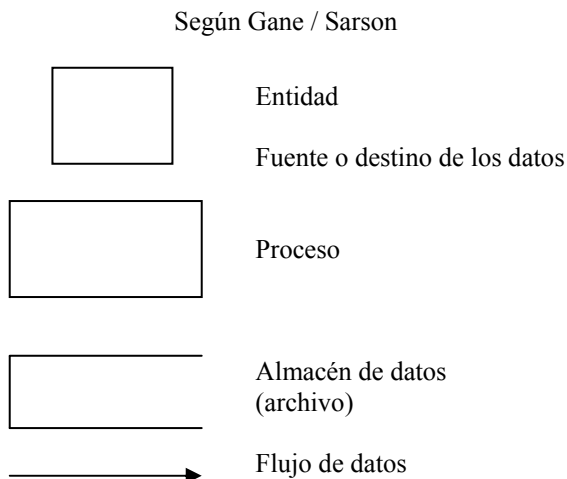 Según Gane / Sarson
Entidad
Fuente o destino de los datos
Proceso
Almacén de datos
(archivo)
Flujo de datos